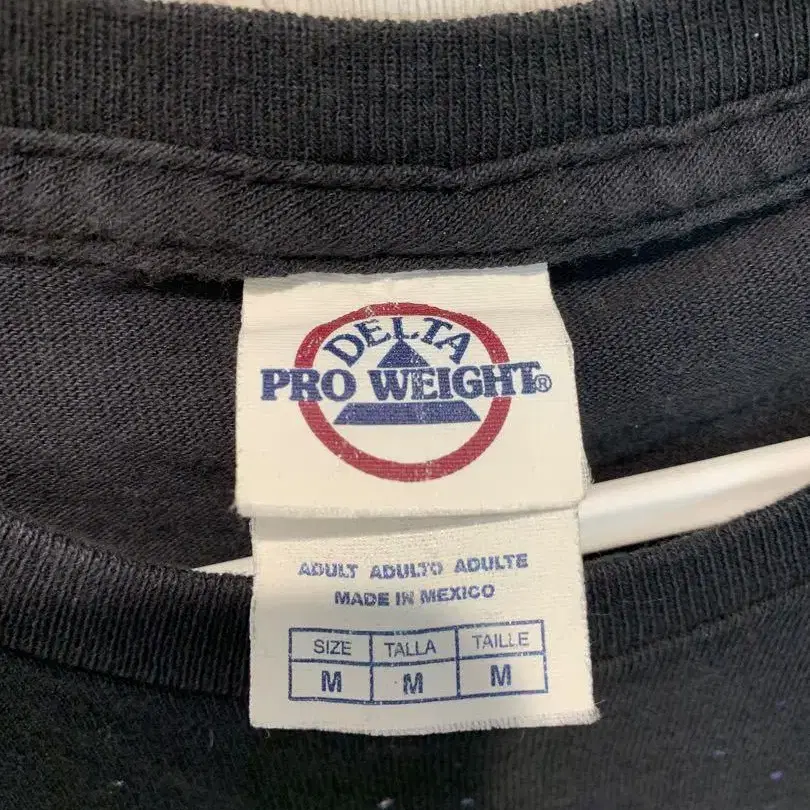 DELTA
PRO WEIGHT®
ADULT ADULTO ADULTE
MADE IN MEXICO
SIZE TALLA TAILLE
M M M